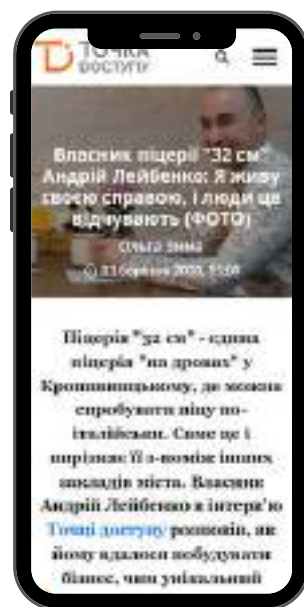 ТОЧКА
ДОСТУПУ
Власник піцерії "32 см"
Андрій Лейбенко: Я живу
своєю справою, і люди це
відчувають (ФОТО)
Ольга Зима
Піцерія "32 см" - єдина
піцерія "на дровах" у
Кропивницькому, де можна
спробувати піцу по-
італійськи. Саме це і
вирізняє її з-поміж інших
закладів міста. Власник
Андрій Лейбенко в інтерв'ю
Точці доступу розповів, як
йому вдалося побудувати
бізнес, чим унікальний